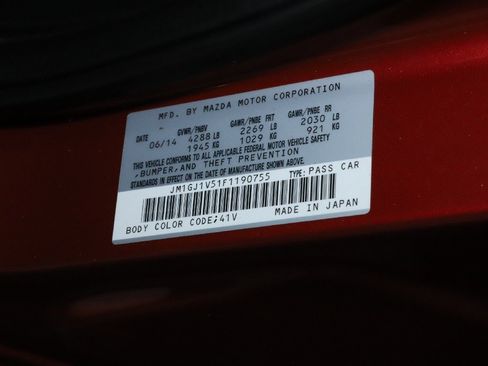 MFD. BY MAZDA MOTOR CORPORATION
DATE GVWR/PNBV GAWR/PNBE FRT GAWR/PNBE RR
06/14 4288 LB 2269 LB 2030 LB
1945 KG 1029 KG 921 KG
THIS VEHICLE CONFORMS TO ALL APPLICABLE FEDERAL MOTOR VEHICLE SAFETY
,BUMPER,AND THEFT PREVENTION
STANDARDS IN EFFECT ON THE DATE OF MANUFACTURE SHOWN ABOVE.
JM1GJ1V51F1190755 TYPE: PASS CAR
BODY COLOR CODE:41V MADE IN JAPAN